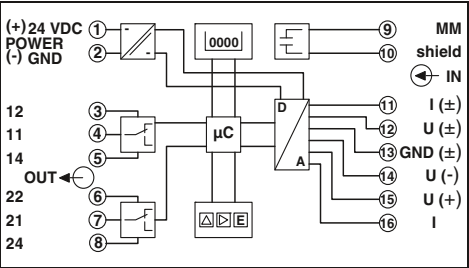 (+) 24 VDC 1
POWER
(-) GND 2
0000
9 MM
10 shield
IN
12 3
11 4
14 5
OUT
22 6
21 7
24 8
µC
D
A
E
11 I (±)
12 U (±)
13 GND (±)
14 U (-)
15 U (+)
16 I